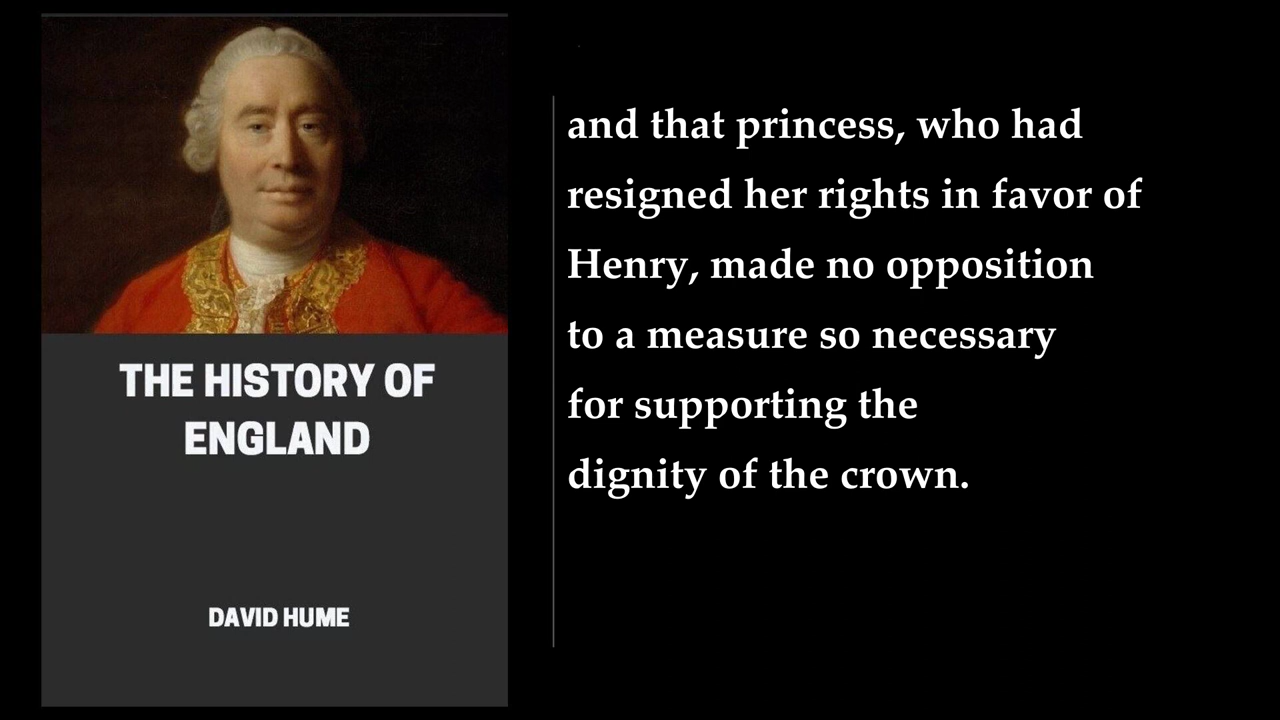 THE HISTORY OF
ENGLAND
DAVID HUME
and that princess, who had
resigned her rights in favor of
Henry, made no opposition
to a measure so necessary
for supporting the
dignity of the crown.